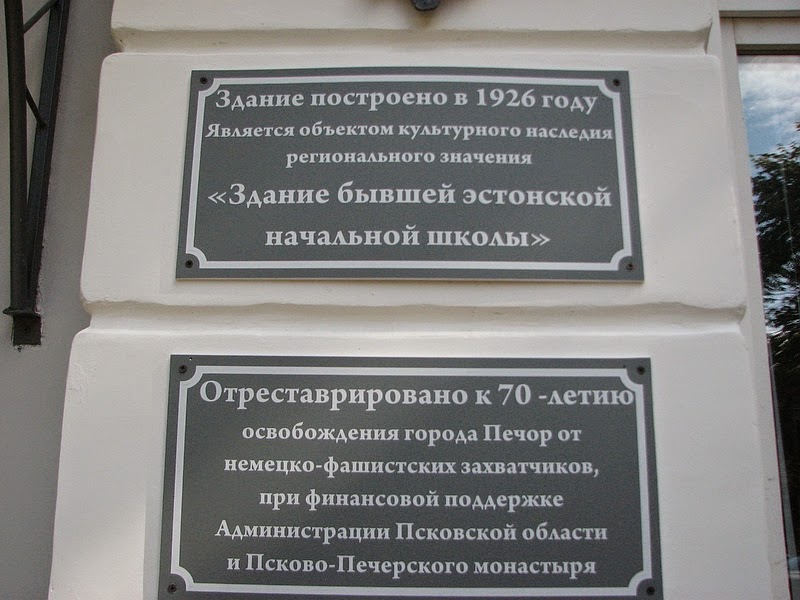 Здание построено в 1926 году
Является объектом культурного наследия
регионального значения
«Здание бывшей эстонской
начальной школы»
Отреставрировано к 70 -летию
освобождения города Печор от
немецко-фашистских захватчиков,
при финансовой поддержке
Администрации Псковской области
и Псково-Печерского монастыря